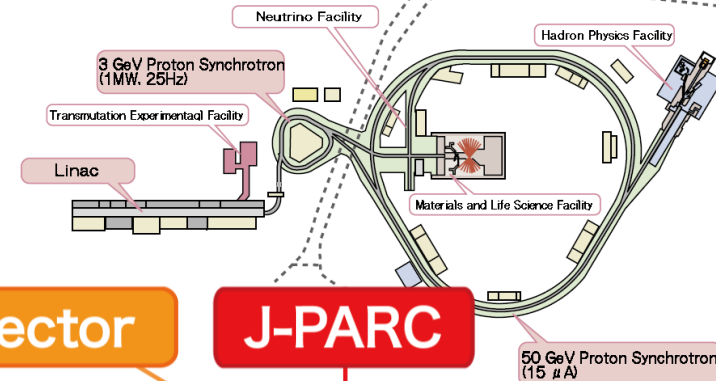 Neutrino Facility
Hadron Physics Facility
3 GeV Proton Synchrotron
(1MW, 25Hz)
Transmutation Experimentaql Facility
Linac
Materials and Life Science Facility
ector
J-PARC
50 GeV Proton Synchrotron
(15 μA)